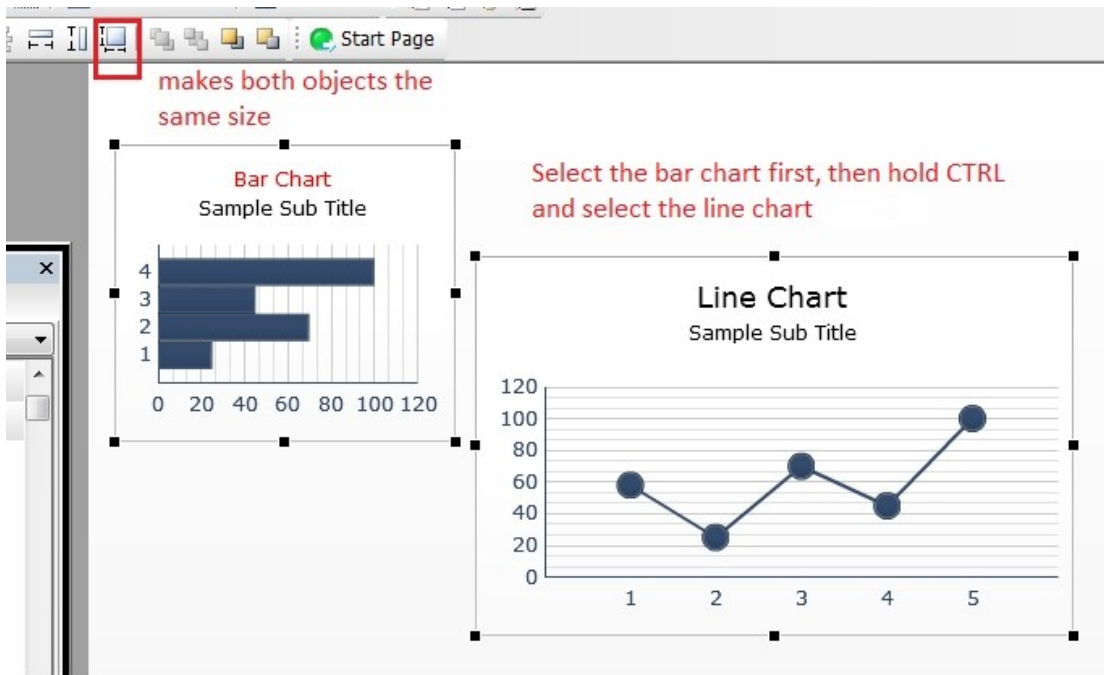 Start Page
makes both objects the
same size
Bar Chart
Sample Sub Title
4
3
2
1
0 20 40 60 80 100 120
Select the bar chart first, then hold CTRL
and select the line chart
Line Chart
Sample Sub Title
120
100
80
60
40
20
0
1 2 3 4 5